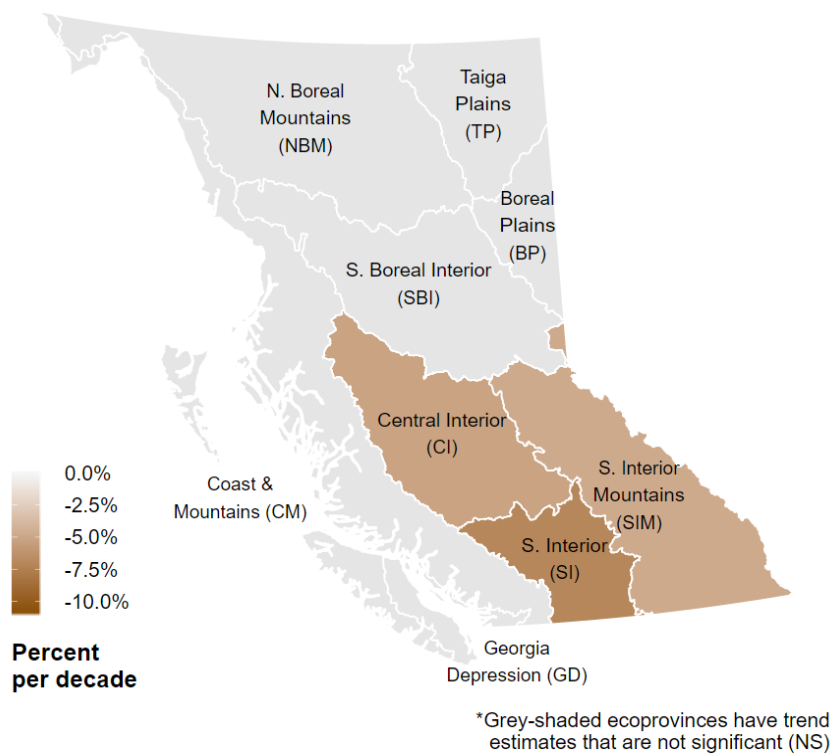 N. Boreal
Mountains
(NBM)
Taiga
Plains
(TP)
Boreal
Plains
(BP)
S. Boreal Interior
(SBI)
Central Interior
(CI)
S. Interior
Mountains
(SIM)
S. Interior
(SI)
Coast &
Mountains (CM)
Georgia
Depression (GD)
0.0%
-2.5%
-5.0%
-7.5%
-10.0%
Percent
per decade
*Grey-shaded ecoprovinces have trend
estimates that are not significant (NS)